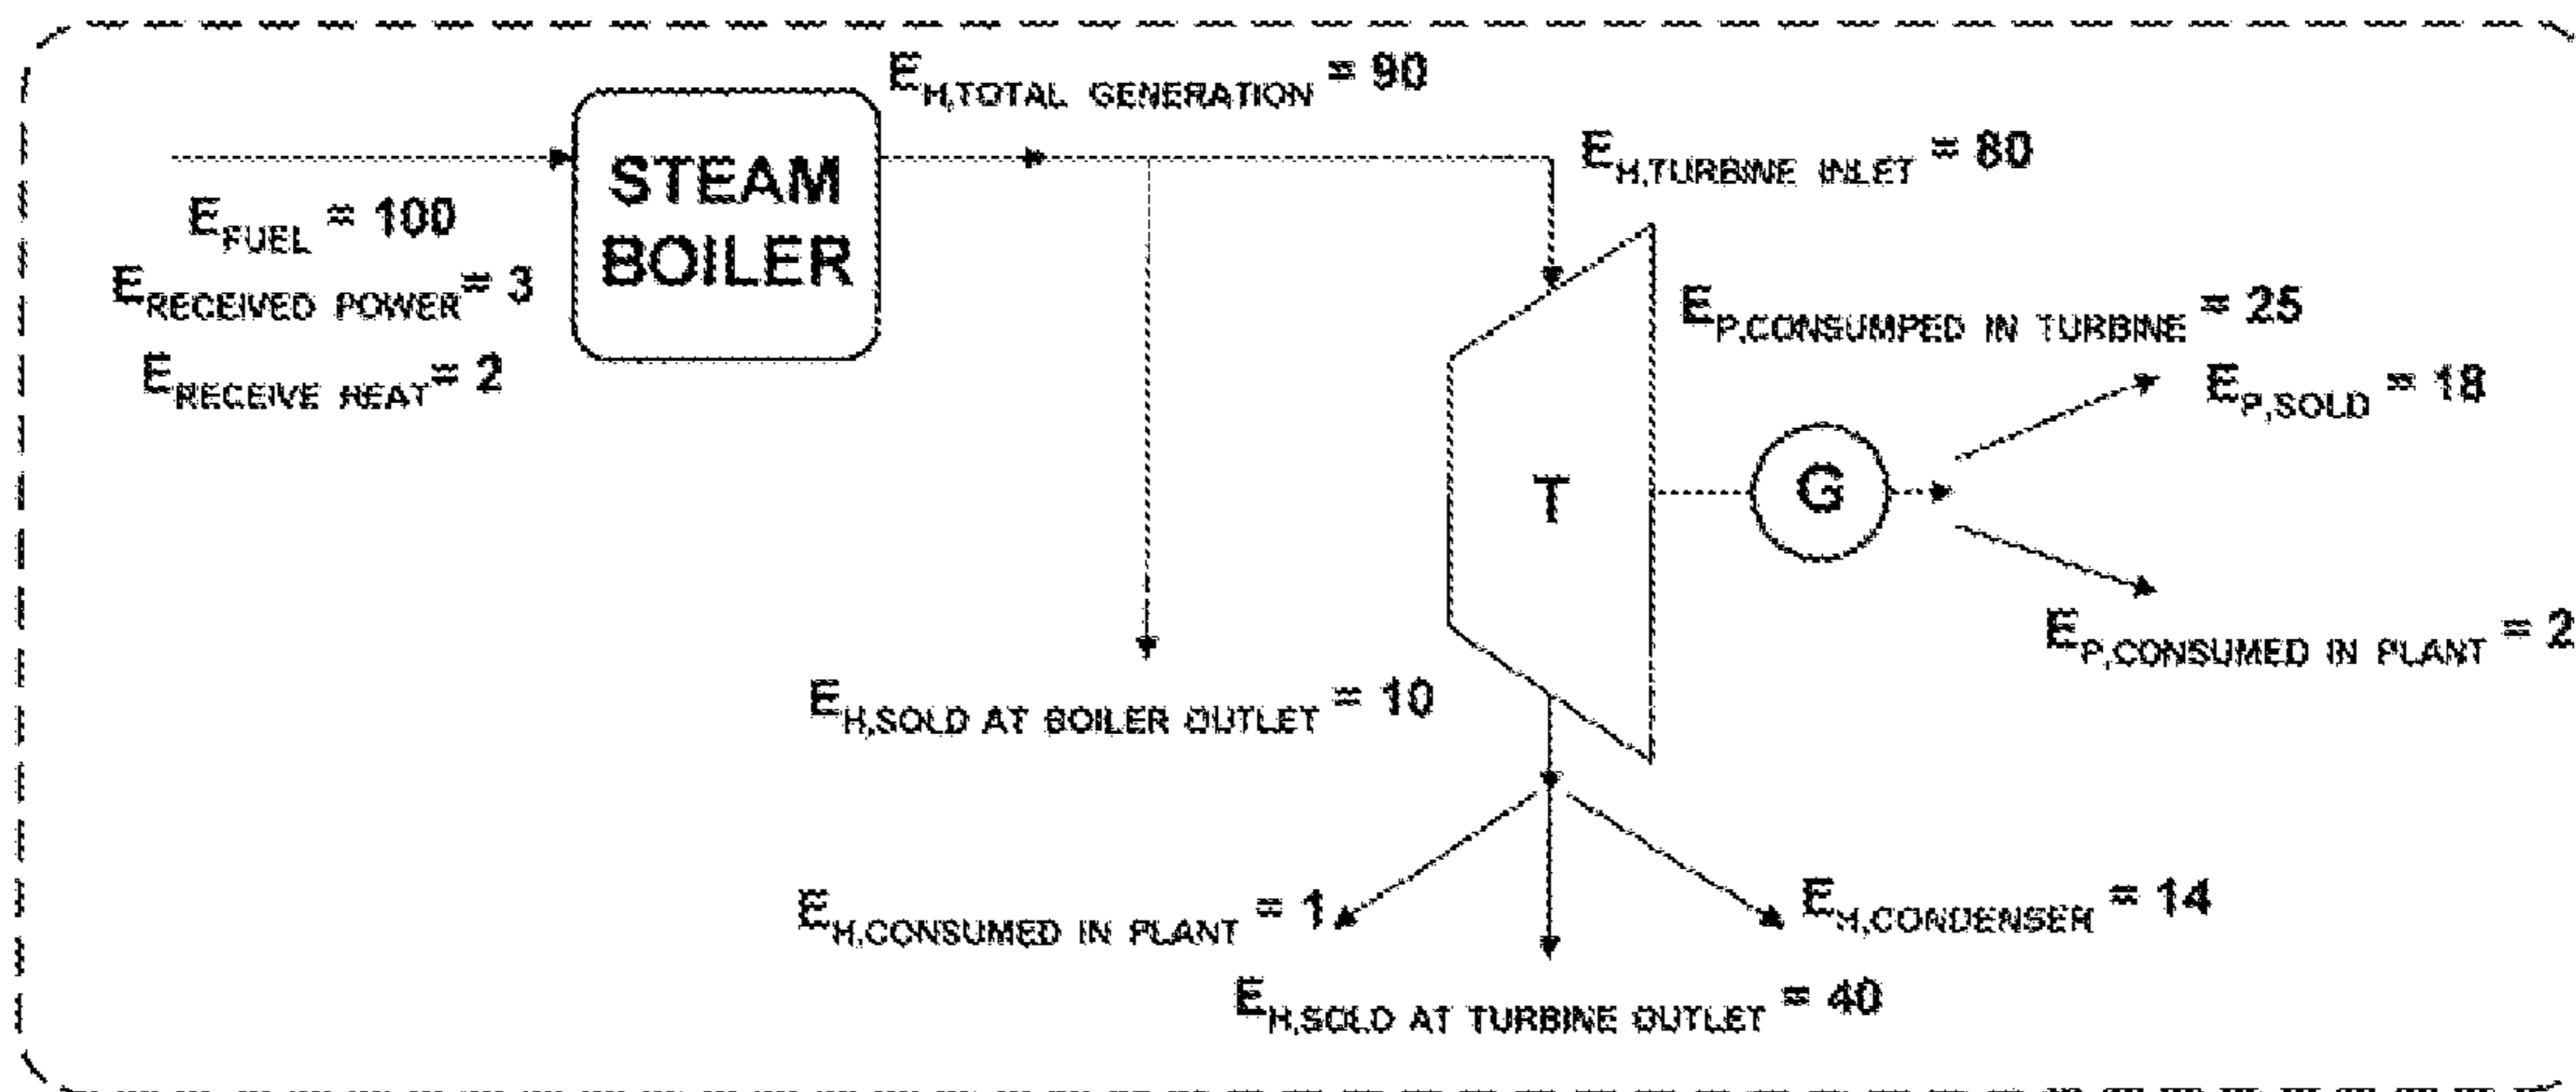 E_H,TOTAL GENERATION = 90
STEAM
BOILER
E_FUEL = 100
E_RECEIVED POWER = 3
E_RECEIVE HEAT = 2
E_H,TURBINE INLET = 80
E_P,CONSUMPED IN TURBINE = 25
E_P,SOLD = 18
T
G
E_P,CONSUMED IN PLANT = 2
E_H,SOLD AT BOILER OUTLET = 10
E_H,CONSUMED IN PLANT = 1
E_H,CONDENSER = 14
E_H,SOLD AT TURBINE OUTLET = 40